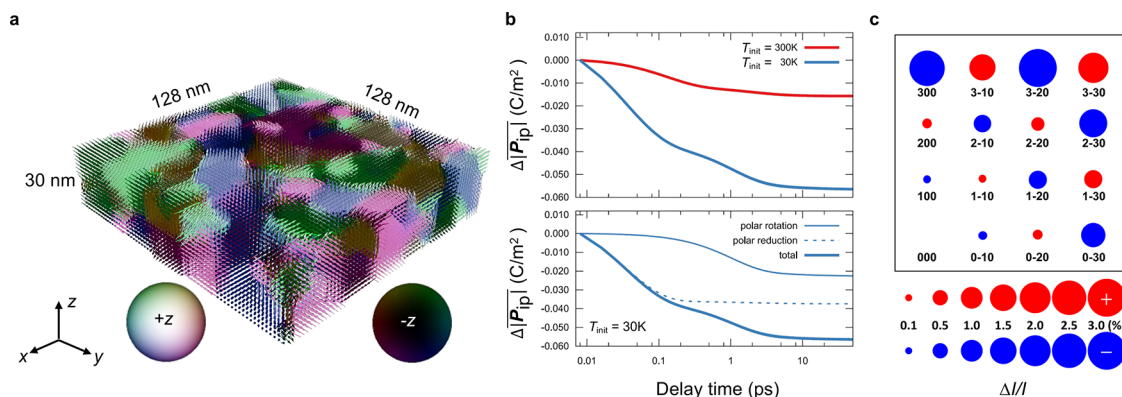 a
128 nm
128 nm
30 nm
+z
-z
z
x
y
b
0.010
0.000
-0.010
-0.020
-0.030
-0.040
-0.050
-0.060
Δ|P_ip| (C/m²)
T_init = 300K
T_init = 30K
0.010
0.000
-0.010
-0.020
-0.030
-0.040
-0.050
-0.060
Δ|P_ip| (C/m²)
polar rotation
polar reduction
total
T_init = 30K
0.01
0.1
1
10
Delay time (ps)
c
300 3-10 3-20 3-30
200 2-10 2-20 2-30
100 1-10 1-20 1-30
000 0-10 0-20 0-30
+
0.1 0.5 1.0 1.5 2.0 2.5 3.0 (%
−
ΔI/I